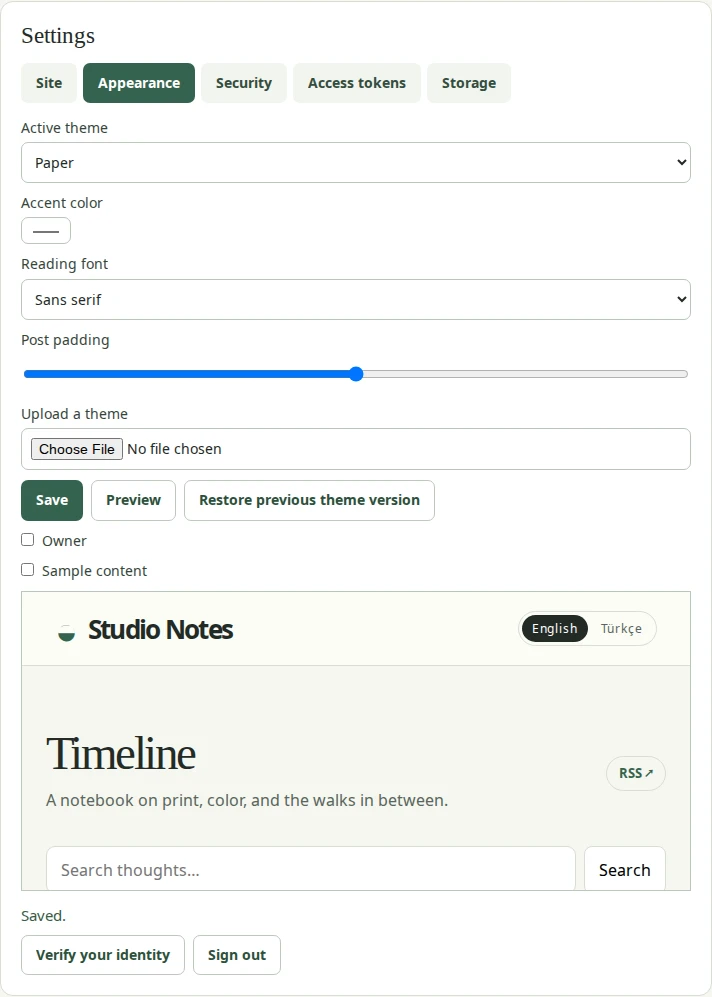 Settings
Site Appearance Security Access tokens Storage
Active theme
Paper
Accent color
Reading font
Sans serif
Post padding
Upload a theme
Choose File No file chosen
Save Preview Restore previous theme version
Owner
Sample content
Studio Notes English Türkçe
Timeline
RSS↗
A notebook on print, color, and the walks in between.
Search thoughts... Search
Saved.
Verify your identity Sign out